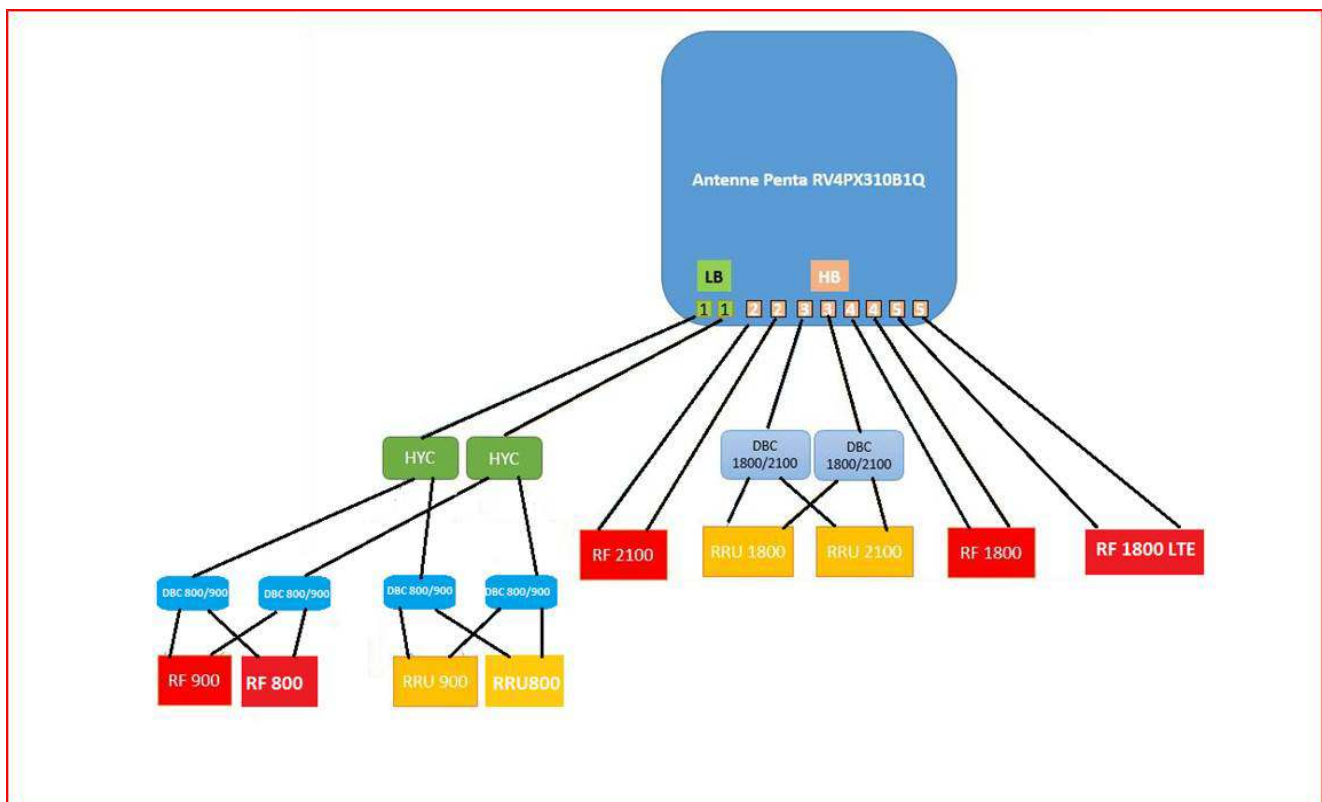 Antenne Penta RV4PX310B1Q
LB
HB
1 1 2 2 3 3 4 4 5 5
HYC
HYC
DBC
1800/2100
DBC
1800/2100
RF 2100
RRU 1800
RRU 2100
RF 1800
RF 1800 LTE
DBC 800/900
DBC 800/900
DBC 800/900
DBC 800/900
RF 900
RF 800
RRU 900
RRU800